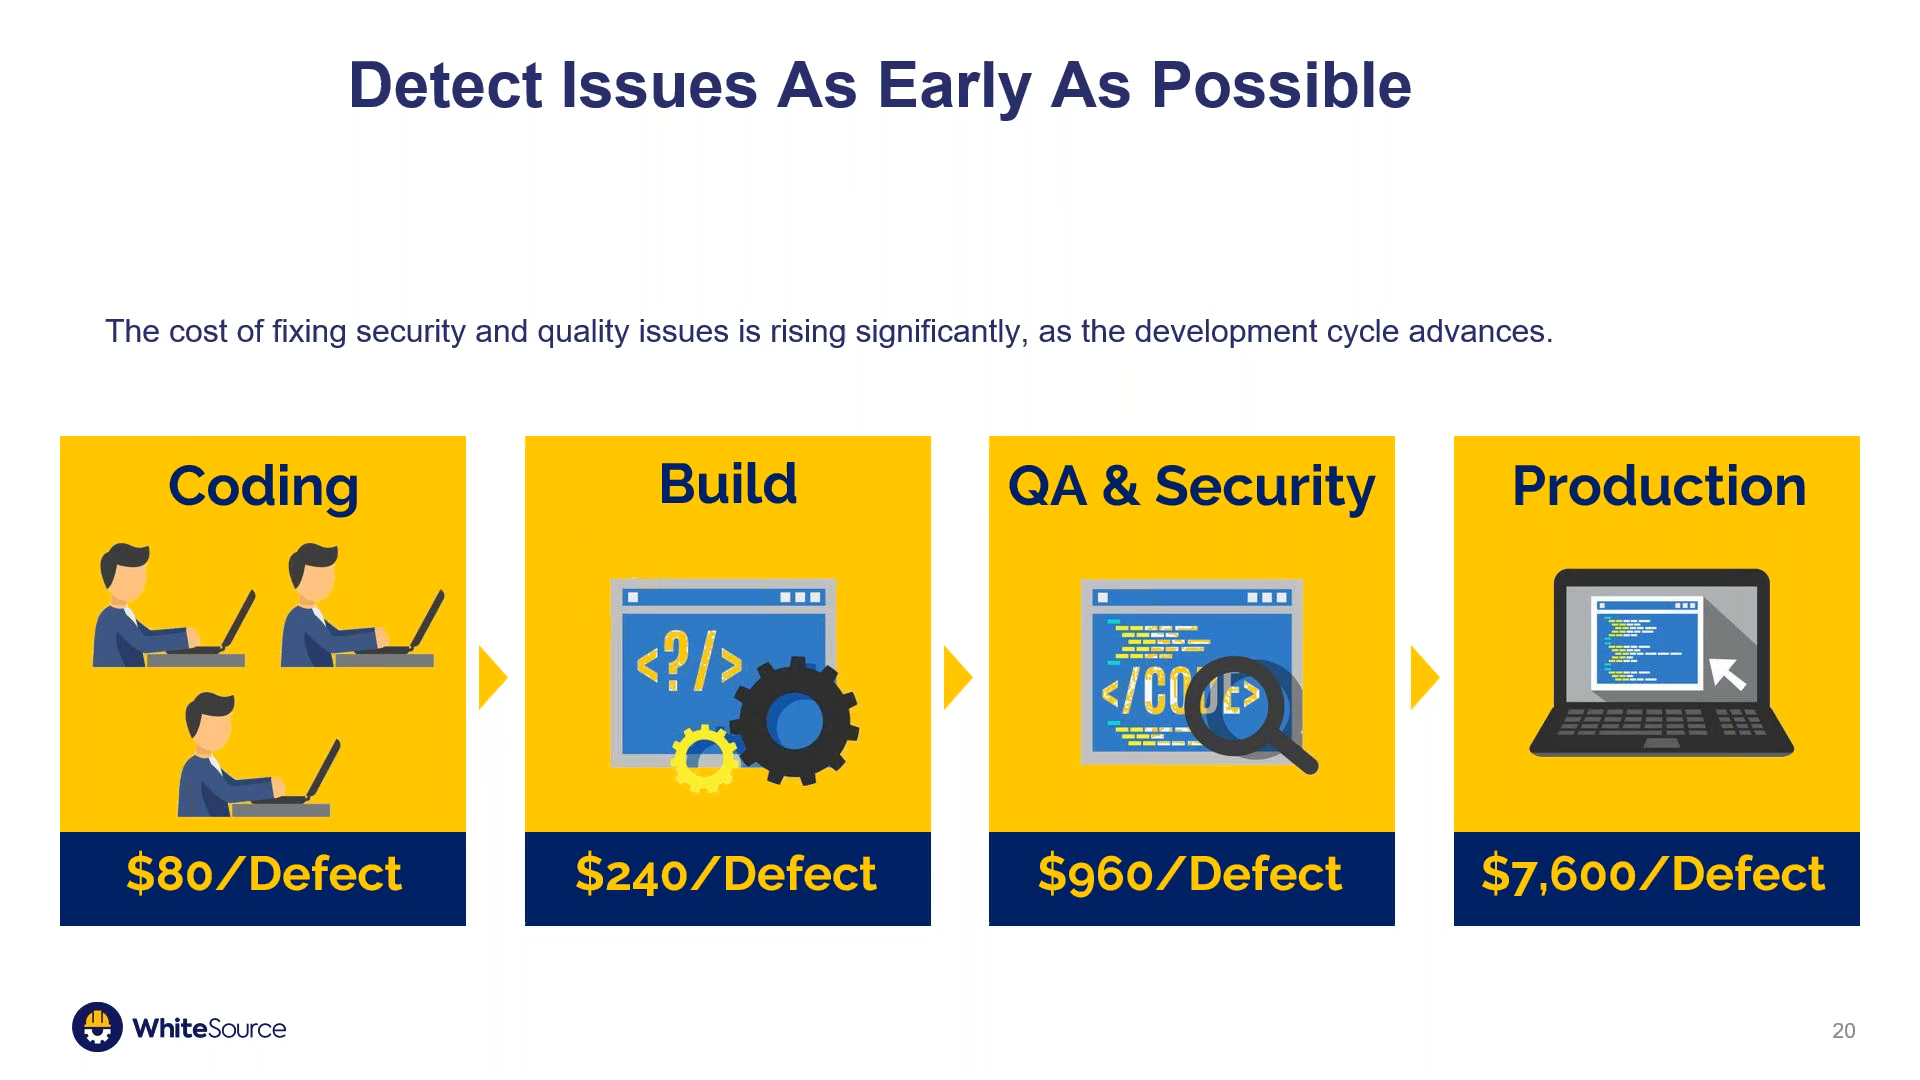 Detect Issues As Early As Possible
The cost of fixing security and quality issues is rising significantly, as the development cycle advances.
Coding
Build
QA & Security
Production
<?/>
</CODE>
$80/Defect
$240/Defect
$960/Defect
$7,600/Defect
WhiteSource
20